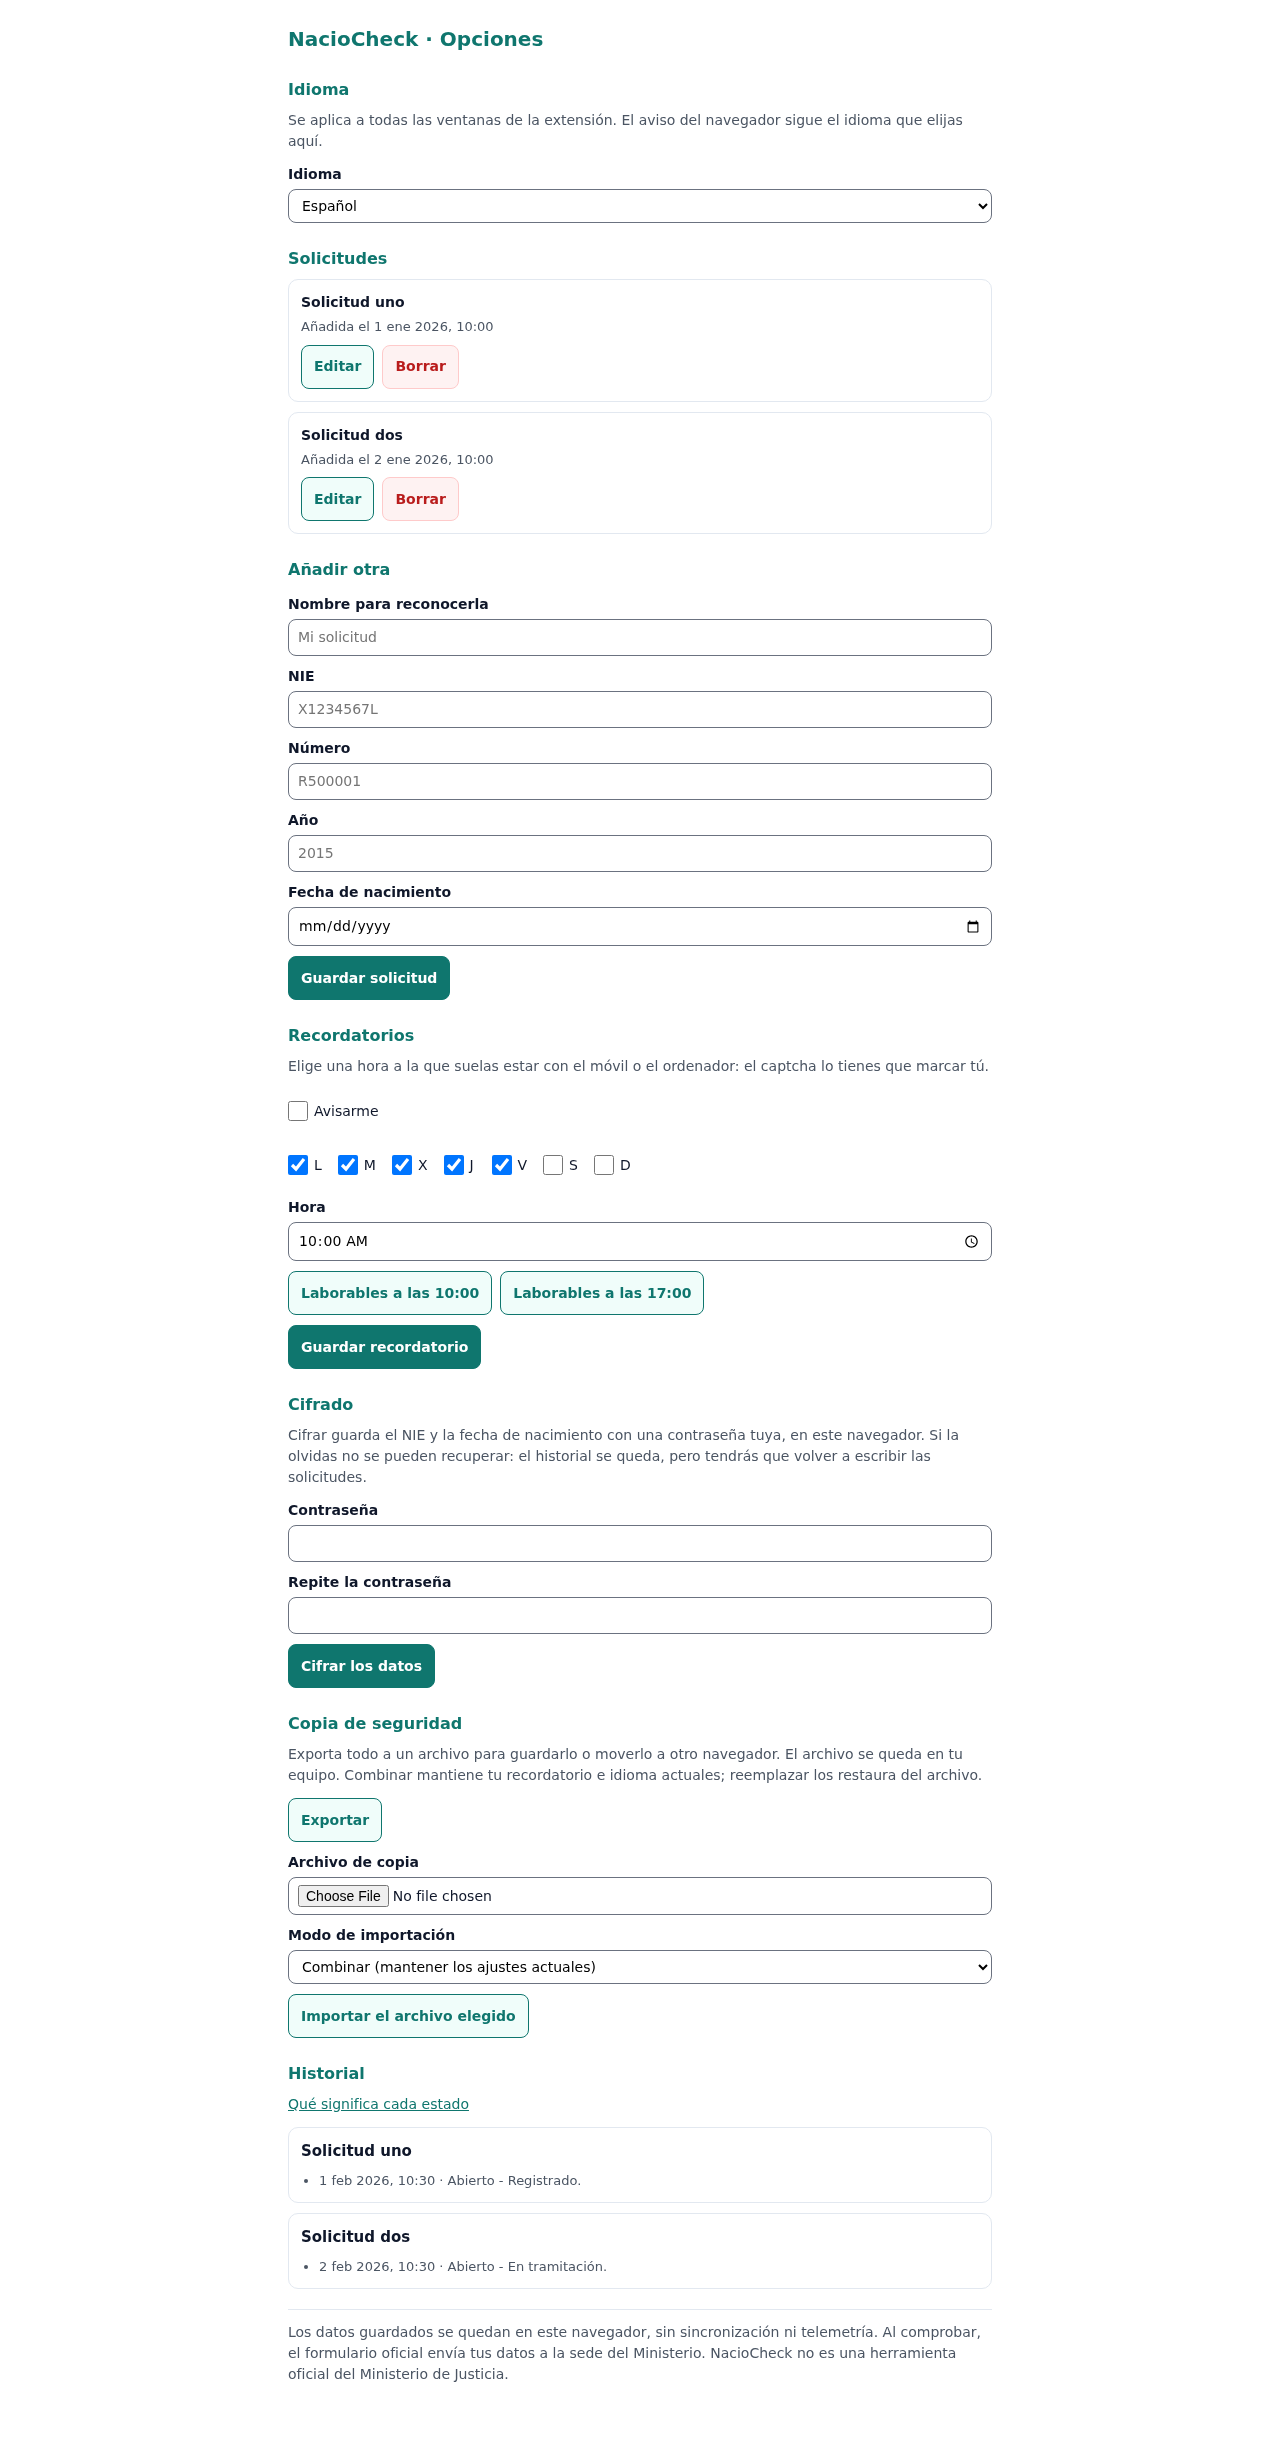 NacioCheck · Opciones
Idioma
Se aplica a todas las ventanas de la extensión. El aviso del navegador sigue el idioma que elijas
aquí.
Idioma
Español
Solicitudes
Solicitud uno
Añadida el 1 ene 2026, 10:00
Editar Borrar
Solicitud dos
Añadida el 2 ene 2026, 10:00
Editar Borrar
Añadir otra
Nombre para reconocerla
Mi solicitud
NIE
X1234567L
Número
R500001
Año
2015
Fecha de nacimiento
mm/dd/yyyy
Guardar solicitud
Recordatorios
Elige una hora a la que suelas estar con el móvil o el ordenador: el captcha lo tienes que marcar tú.
Avisarme
L M X J V S D
Hora
10:00 AM
Laborables a las 10:00 Laborables a las 17:00
Guardar recordatorio
Cifrado
Cifrar guarda el NIE y la fecha de nacimiento con una contraseña tuya, en este navegador. Si la
olvidas no se pueden recuperar: el historial se queda, pero tendrás que volver a escribir las
solicitudes.
Contraseña
Repite la contraseña
Cifrar los datos
Copia de seguridad
Exporta todo a un archivo para guardarlo o moverlo a otro navegador. El archivo se queda en tu
equipo. Combinar mantiene tu recordatorio e idioma actuales; reemplazar los restaura del archivo.
Exportar
Archivo de copia
Choose File No file chosen
Modo de importación
Combinar (mantener los ajustes actuales)
Importar el archivo elegido
Historial
Qué significa cada estado
Solicitud uno
• 1 feb 2026, 10:30 · Abierto - Registrado.
Solicitud dos
• 2 feb 2026, 10:30 · Abierto - En tramitación.
Los datos guardados se quedan en este navegador, sin sincronización ni telemetría. Al comprobar,
el formulario oficial envía tus datos a la sede del Ministerio. NacioCheck no es una herramienta
oficial del Ministerio de Justicia.